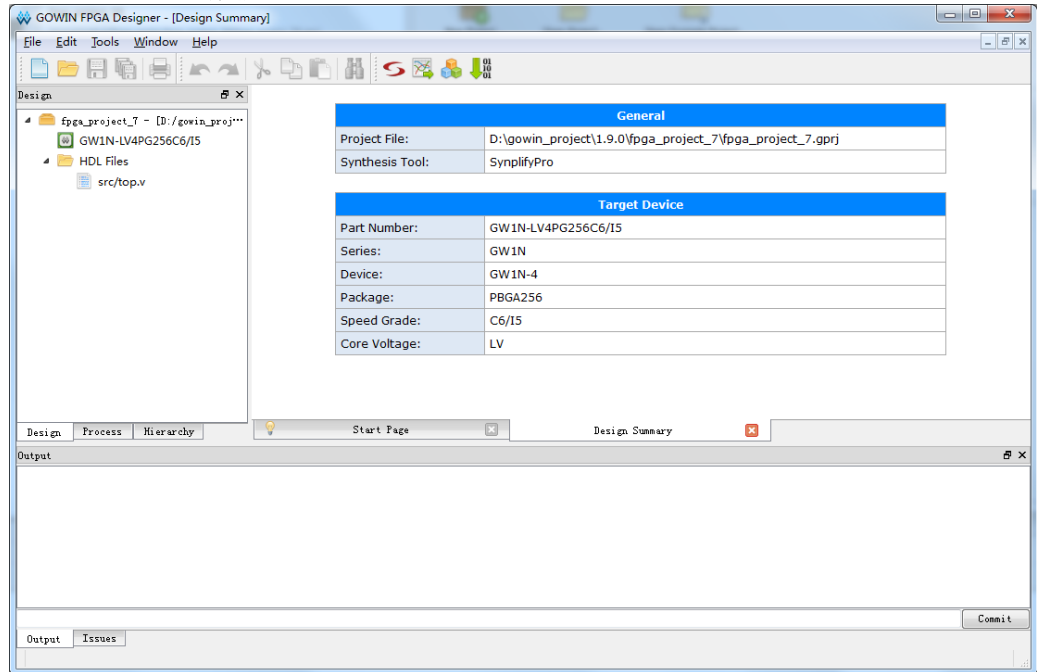 GOWIN FPGA Designer - [Design Summary]
File Edit Tools Window Help
Design
fpga_project_7 - [D:/gowin_proj...
GW1N-LV4PG256C6/I5
HDL Files
src/top.v
General
Project File: D:\gowin_project\1.9.0\fpga_project_7\fpga_project_7.gprj
Synthesis Tool: SynplifyPro
Target Device
Part Number: GW1N-LV4PG256C6/I5
Series: GW1N
Device: GW1N-4
Package: PBGA256
Speed Grade: C6/I5
Core Voltage: LV
Design Process Hierarchy
Start Page Design Summary
Output
Commit
Output Issues